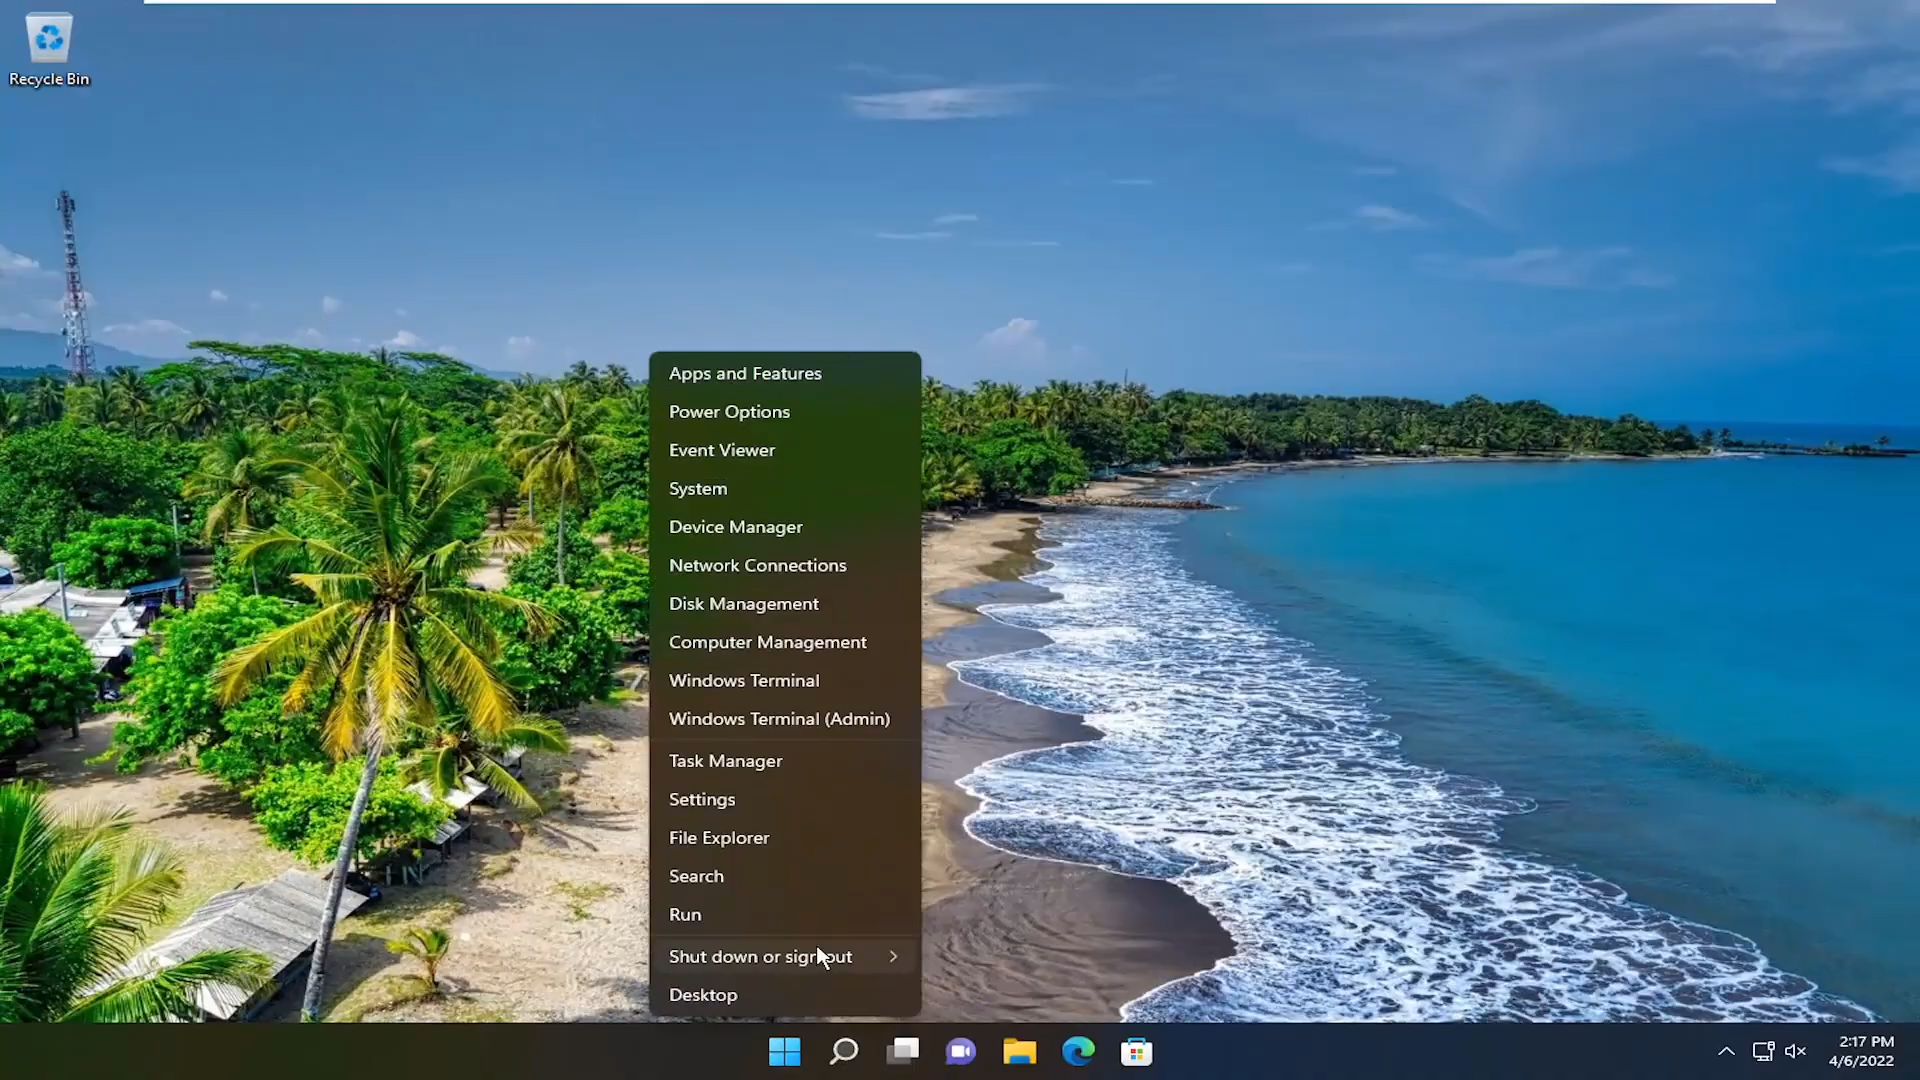 Recycle Bin
Apps and Features
Power Options
Event Viewer
System
Device Manager
Network Connections
Disk Management
Computer Management
Windows Terminal
Windows Terminal (Admin)
Task Manager
Settings
File Explorer
Search
Run
Shut down or sign out
Desktop
2:17 PM
4/6/2022